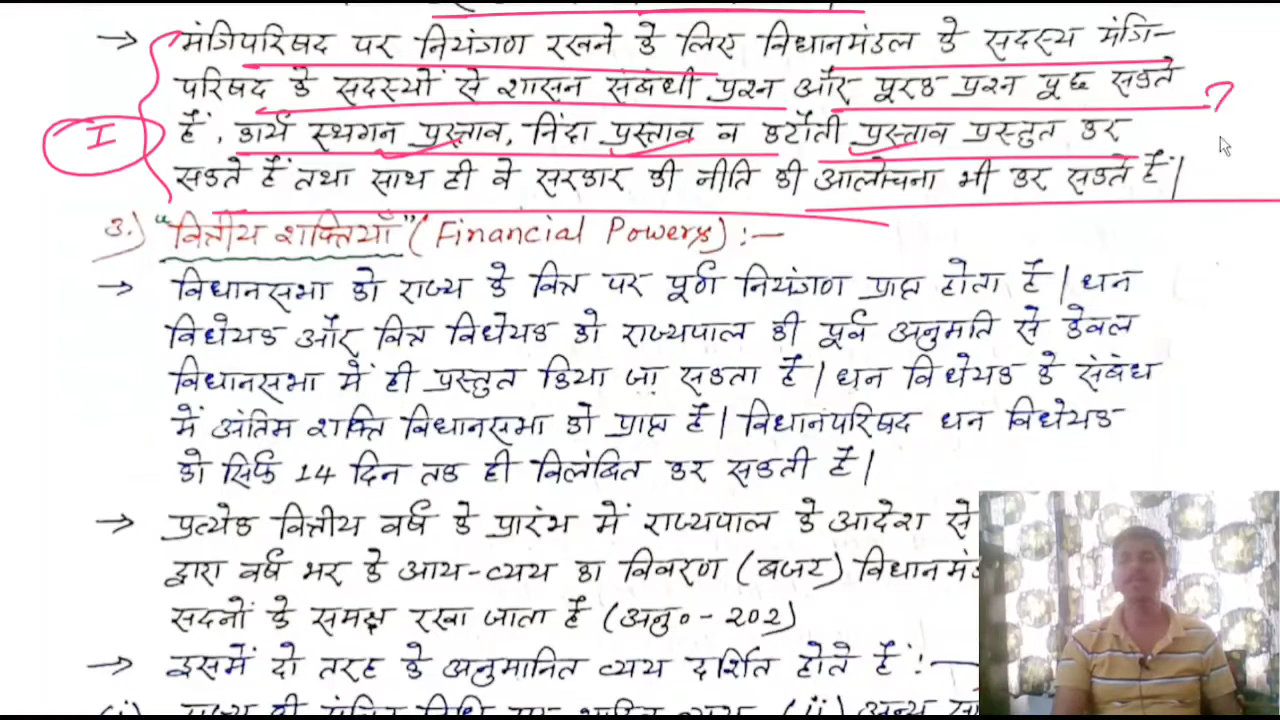 → मंत्रिपरिषद पर नियंत्रण रखने के लिए विधानमंडल के सदस्य मंत्रि-
परिषद के सदस्यों से शासन संबंधी प्रश्न और पूरक प्रश्न पूछ सकते
हैं, कार्य स्थगन प्रस्ताव, निंदा प्रस्ताव व कटौती प्रस्ताव प्रस्तुत कर
I सकते हैं तथा साथ ही वे सरकार की नीति की आलोचना भी कर सकते हैं|
3.) "वित्तीय शक्तियाँ" (Financial Powers) :-
→ विधानसभा को राज्य के वित्त पर पूर्ण नियंत्रण प्राप्त होता है| धन
विधेयक और वित्त विधेयक को राज्यपाल की पूर्व अनुमति से केवल
विधानसभा में ही प्रस्तुत किया जा सकता है| धन विधेयक के संबंध
में अंतिम शक्ति विधानसभा को प्राप्त है| विधानपरिषद धन विधेयक
को सिर्फ 14 दिन तक ही विलंबित कर सकती है|
→ प्रत्येक वित्तीय वर्ष के प्रारंभ में राज्यपाल के आदेश से
द्वारा वर्ष भर के आय-व्यय का विवरण (बजट) विधानमं
सदनों के समक्ष रखा जाता है (अनु० - 202)
→ इसमें दो तरह के अनुमानित व्यय दर्शित होते हैं :-